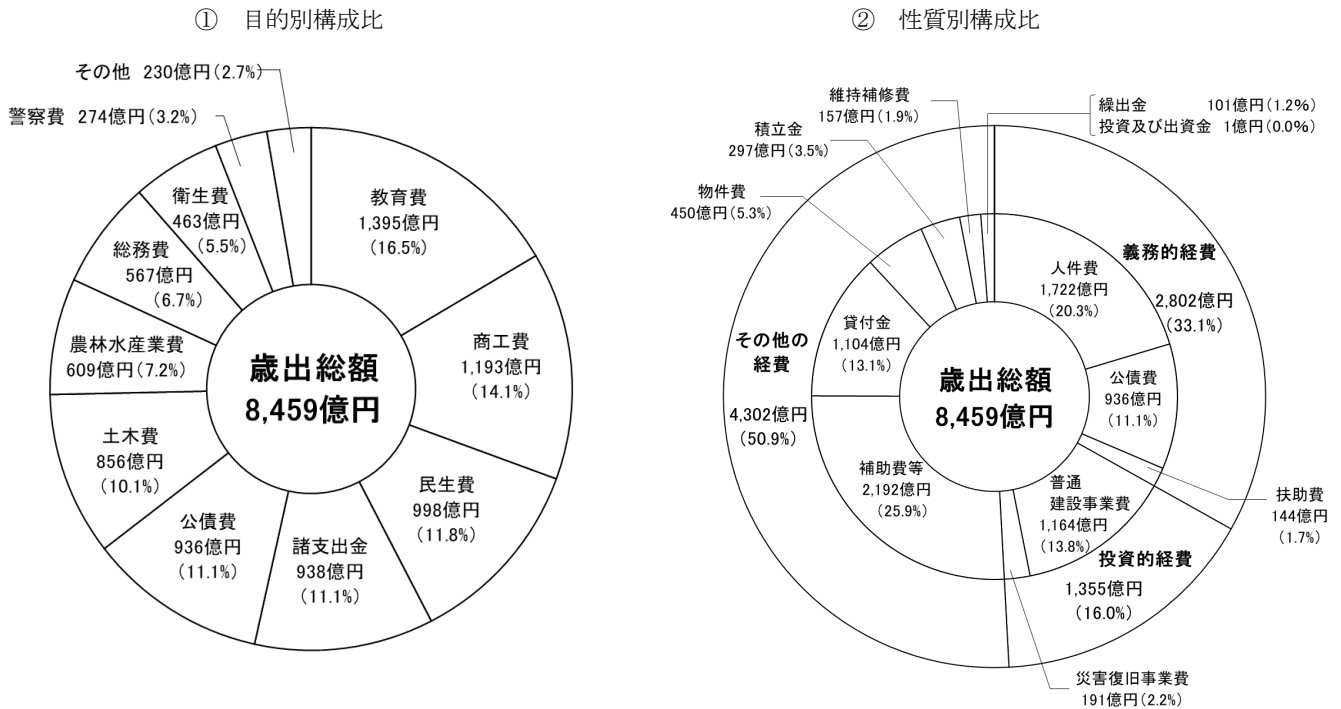 ① 目的別構成比
その他 230億円(2.7%)
警察費 274億円(3.2%)
衛生費
463億円
(5.5%)
総務費
567億円
(6.7%)
農林水産業費
609億円(7.2%)
土木費
856億円
(10.1%)
公債費
936億円
(11.1%)
諸支出金
938億円
(11.1%)
民生費
998億円
(11.8%)
商工費
1,193億円
(14.1%)
教育費
1,395億円
(16.5%)
歳出総額
8,459億円
② 性質別構成比
維持補修費
157億円(1.9%)
積立金
297億円(3.5%)
物件費
450億円(5.3%)
繰出金 101億円(1.2%)
投資及び出資金 1億円(0.0%)
義務的経費
2,802億円
(33.1%)
人件費
1,722億円
(20.3%)
公債費
936億円
(11.1%)
扶助費
144億円
(1.7%)
普通
建設事業費
1,164億円
(13.8%)
投資的経費
1,355億円
(16.0%)
災害復旧事業費
191億円(2.2%)
補助費等
2,192億円
(25.9%)
貸付金
1,104億円
(13.1%)
その他の
経費
4,302億円
(50.9%)
歳出総額
8,459億円